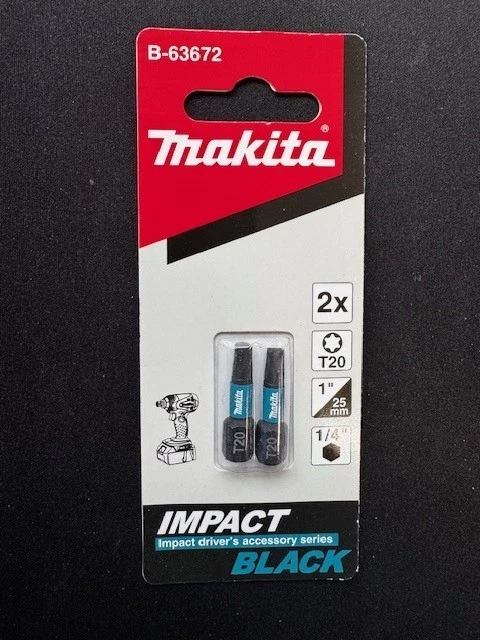 B-63672
makita®
2x
T20
1"
25
mm
1/4"
Makita
Makita
T20
T20
IMPACT
Impact driver's accessory series
BLACK